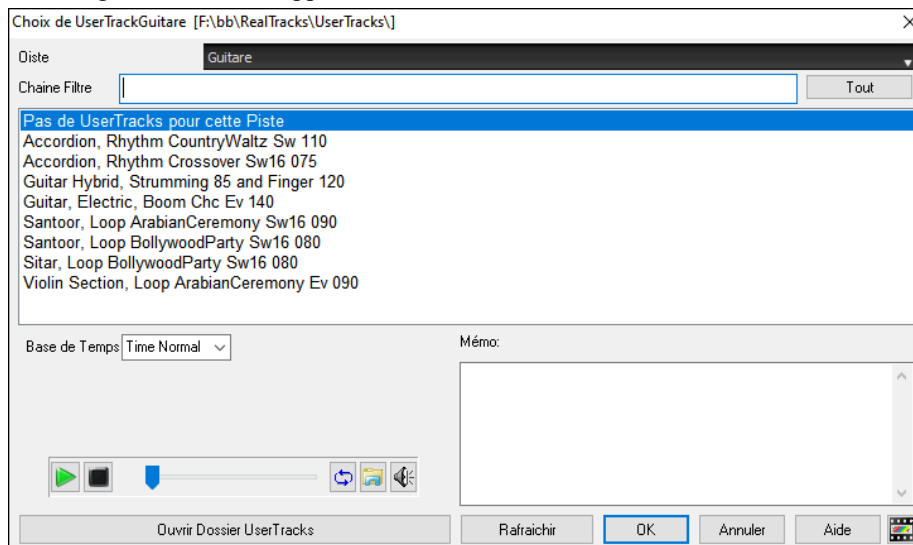 Choix de UserTrackGuitare [F:\bb\RealTracks\UserTracks\]
Oiste Guitare
Chaine Filtre Tout
Pas de UserTracks pour cette Piste
Accordion, Rhythm CountryWaltz Sw 110
Accordion, Rhythm Crossover Sw16 075
Guitar Hybrid, Strumming 85 and Finger 120
Guitar, Electric, Boom Chc Ev 140
Santoor, Loop ArabianCeremony Sw16 090
Santoor, Loop BollywoodParty Sw16 080
Sitar, Loop BollywoodParty Sw16 080
Violin Section, Loop ArabianCeremony Ev 090
Base de Temps Time Normal Mémo:
Ouvrir Dossier UserTracks Rafraichir OK Annuler Aide